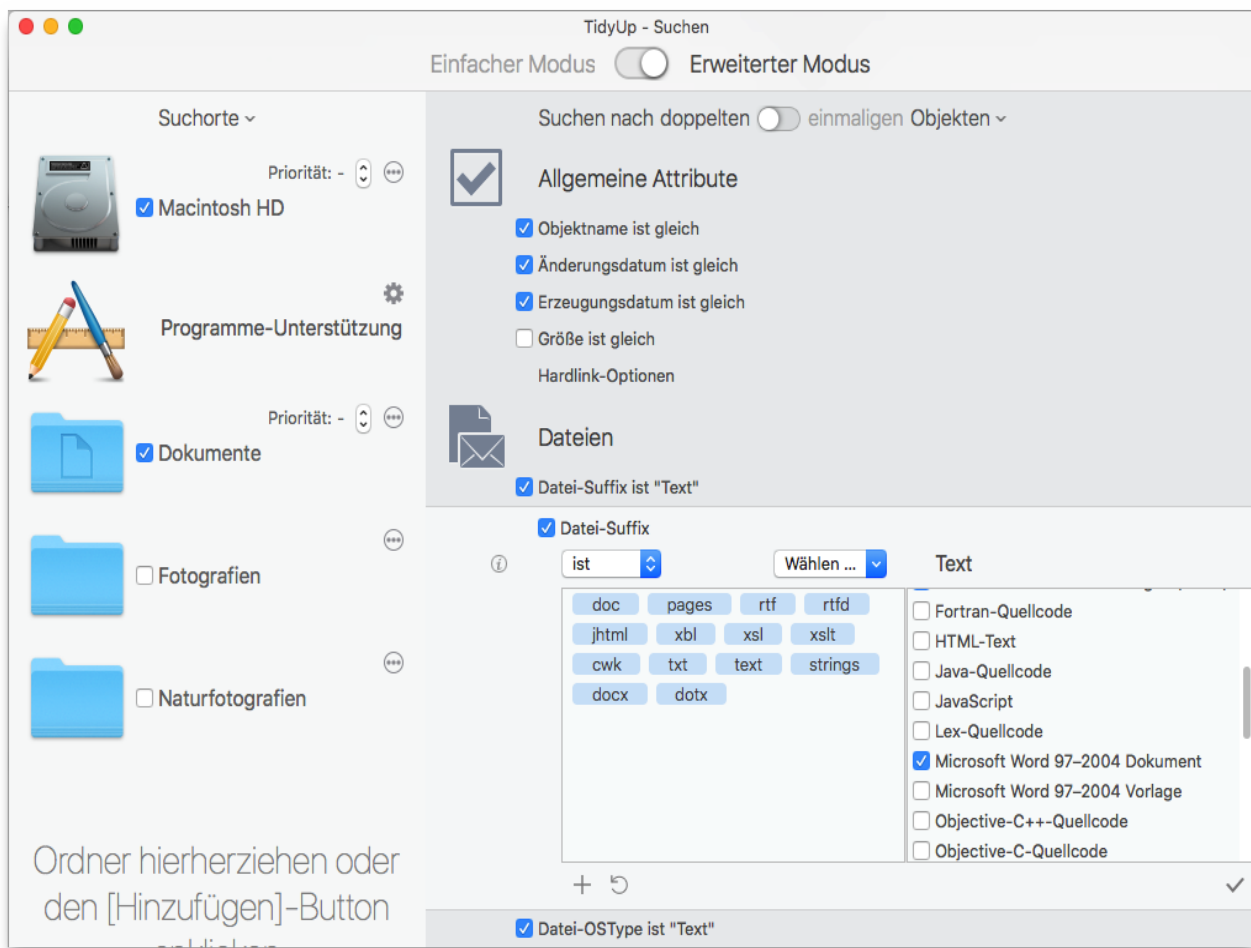 TidyUp - Suchen
Einfacher Modus Erweiterter Modus
Suchorte
Priorität: -
Macintosh HD
Programme-Unterstützung
Priorität: -
Dokumente
Fotografien
Naturfotografien
Ordner hierherziehen oder
den [Hinzufügen]-Button
Suchen nach doppelten einmaligen Objekten
Allgemeine Attribute
Objektname ist gleich
Änderungsdatum ist gleich
Erzeugungsdatum ist gleich
Größe ist gleich
Hardlink-Optionen
Dateien
Datei-Suffix ist "Text"
Datei-Suffix
ist Wählen ... Text
doc pages rtf rtfd
jhtml xbl xsl xslt
cwk txt text strings
docx dotx
Fortran-Quellcode
HTML-Text
Java-Quellcode
JavaScript
Lex-Quellcode
Microsoft Word 97–2004 Dokument
Microsoft Word 97–2004 Vorlage
Objective-C++-Quellcode
Objective-C-Quellcode
Datei-OSType ist "Text"